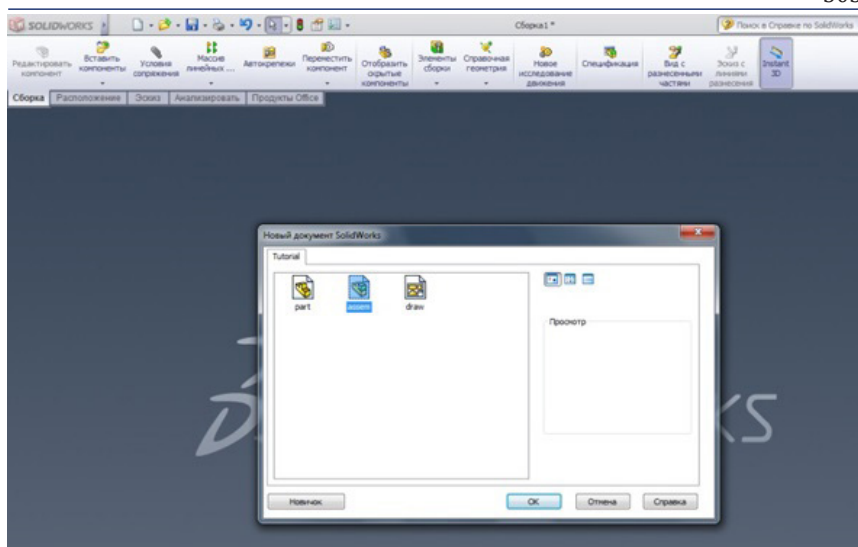 SOLIDWORKS
Сборка1 *
Поиск в Справке по SolidWorks
Редактировать компонент
Вставить компоненты
Условия сопряжения
Массив линейных ...
Автокрепежи
Переместить компонент
Отобразить скрытые компоненты
Элементы сборки
Справочная геометрия
Новое исследование движения
Спецификация
Вид с разнесенными частями
Эскиз с линиями разнесения
Instant 3D
Сборка Расположение Эскиз Анализировать Продукты Office
Новый документ SolidWorks
Tutorial
part assem draw
Просмотр
Новичок OK Отмена Справка